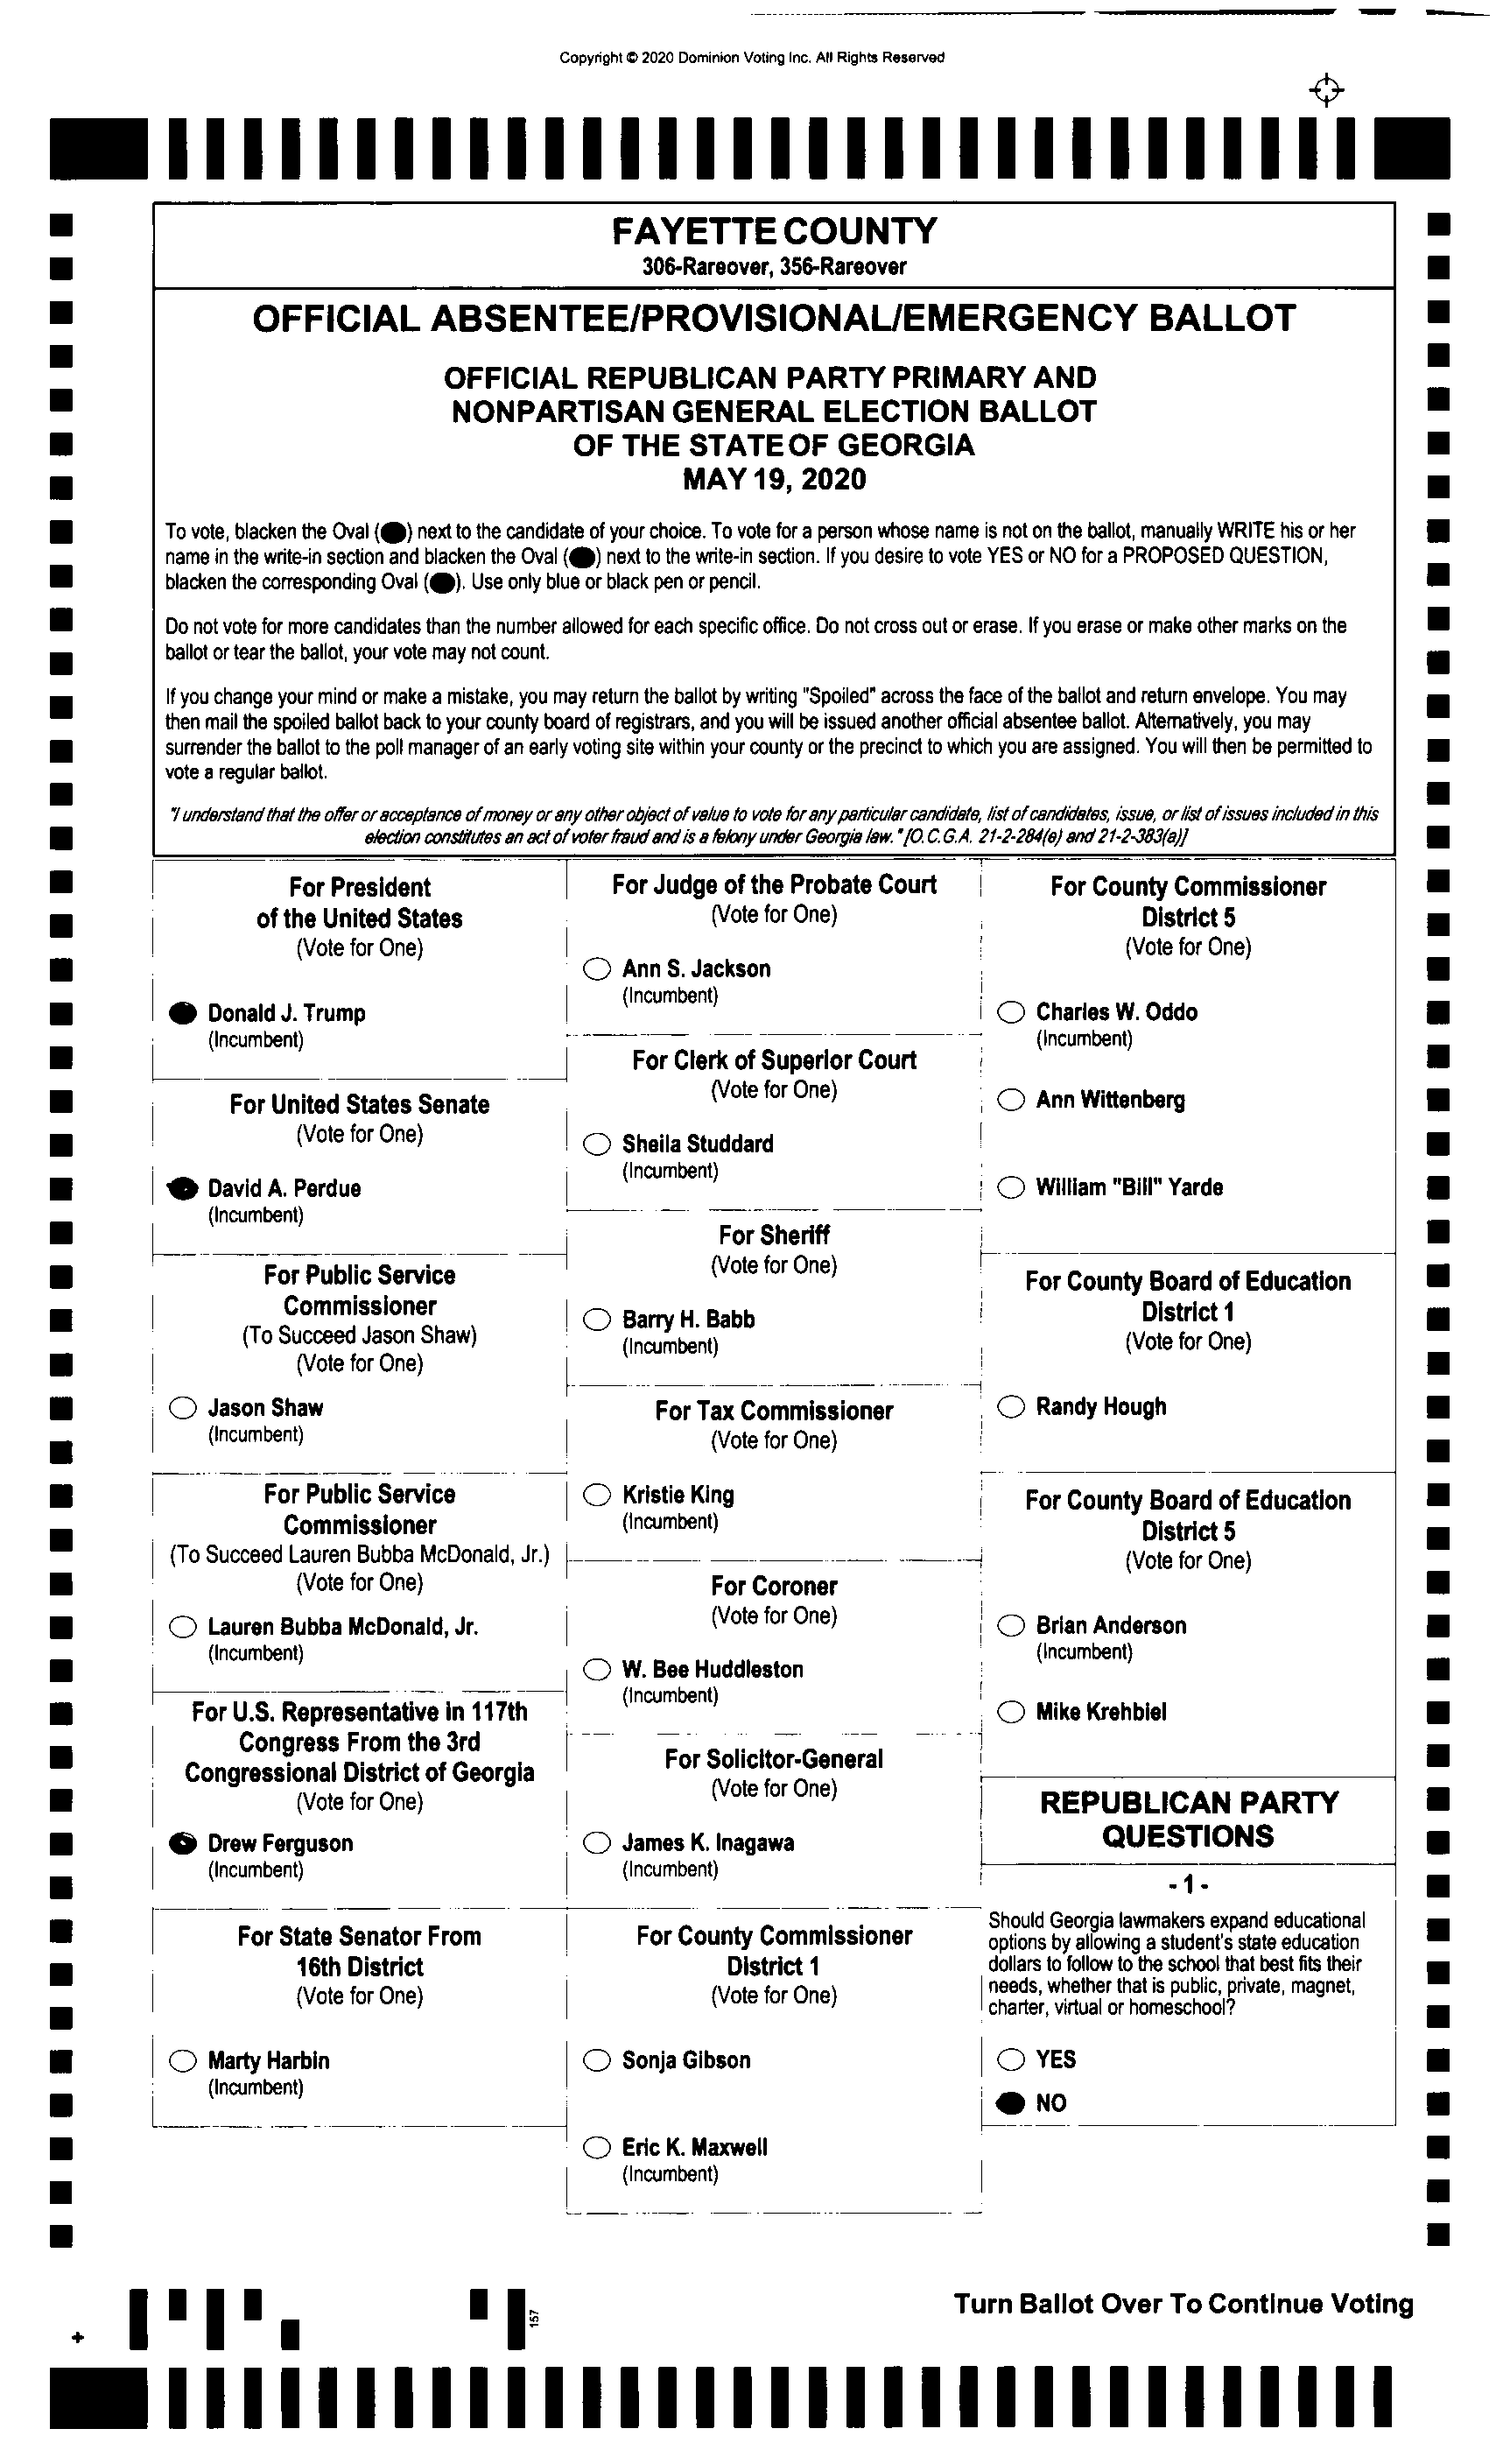 Copyright © 2020 Dominion Voting Inc. All Rights Reserved
FAYETTE COUNTY
306-Rareover, 356-Rareover
OFFICIAL ABSENTEE/PROVISIONAL/EMERGENCY BALLOT
OFFICIAL REPUBLICAN PARTY PRIMARY AND
NONPARTISAN GENERAL ELECTION BALLOT
OF THE STATE OF GEORGIA
MAY 19, 2020
To vote, blacken the Oval () next to the candidate of your choice. To vote for a person whose name is not on the ballot, manually WRITE his or her
name in the write-in section and blacken the Oval () next to the write-in section. If you desire to vote YES or NO for a PROPOSED QUESTION,
blacken the corresponding Oval (). Use only blue or black pen or pencil.
Do not vote for more candidates than the number allowed for each specific office. Do not cross out or erase. If you erase or make other marks on the
ballot or tear the ballot, your vote may not count.
If you change your mind or make a mistake, you may return the ballot by writing "Spoiled" across the face of the ballot and return envelope. You may
then mail the spoiled ballot back to your county board of registrars, and you will be issued another official absentee ballot. Alternatively, you may
surrender the ballot to the poll manager of an early voting site within your county or the precinct to which you are assigned. You will then be permitted to
vote a regular ballot.
"I understand that the offer or acceptance of money or any other object of value to vote for any particular candidate, list of candidates, issue, or list of issues included in this
election constitutes an act of voter fraud and is a felony under Georgia law." [O.C.G.A. 21-2-284(e) and 21-2-383(a)]
For President
of the United States
(Vote for One)
Donald J. Trump
(Incumbent)
For United States Senate
(Vote for One)
David A. Perdue
(Incumbent)
For Public Service
Commissioner
(To Succeed Jason Shaw)
(Vote for One)
Jason Shaw
(Incumbent)
For Public Service
Commissioner
(To Succeed Lauren Bubba McDonald, Jr.)
(Vote for One)
Lauren Bubba McDonald, Jr.
(Incumbent)
For U.S. Representative in 117th
Congress From the 3rd
Congressional District of Georgia
(Vote for One)
Drew Ferguson
(Incumbent)
For State Senator From
16th District
(Vote for One)
Marty Harbin
(Incumbent)
For Judge of the Probate Court
(Vote for One)
Ann S. Jackson
(Incumbent)
For Clerk of Superior Court
(Vote for One)
Sheila Studdard
(Incumbent)
For Sheriff
(Vote for One)
Barry H. Babb
(Incumbent)
For Tax Commissioner
(Vote for One)
Kristie King
(Incumbent)
For Coroner
(Vote for One)
W. Bee Huddleston
(Incumbent)
For Solicitor-General
(Vote for One)
James K. Inagawa
(Incumbent)
For County Commissioner
District 1
(Vote for One)
Sonja Gibson
Eric K. Maxwell
(Incumbent)
For County Commissioner
District 5
(Vote for One)
Charles W. Oddo
(Incumbent)
Ann Wittenberg
William "Bill" Yarde
For County Board of Education
District 1
(Vote for One)
Randy Hough
For County Board of Education
District 5
(Vote for One)
Brian Anderson
(Incumbent)
Mike Krehbiel
REPUBLICAN PARTY
QUESTIONS
- 1 -
Should Georgia lawmakers expand educational
options by allowing a student's state education
dollars to follow to the school that best fits their
needs, whether that is public, private, magnet,
charter, virtual or homeschool?
YES
NO
Turn Ballot Over To Continue Voting
157